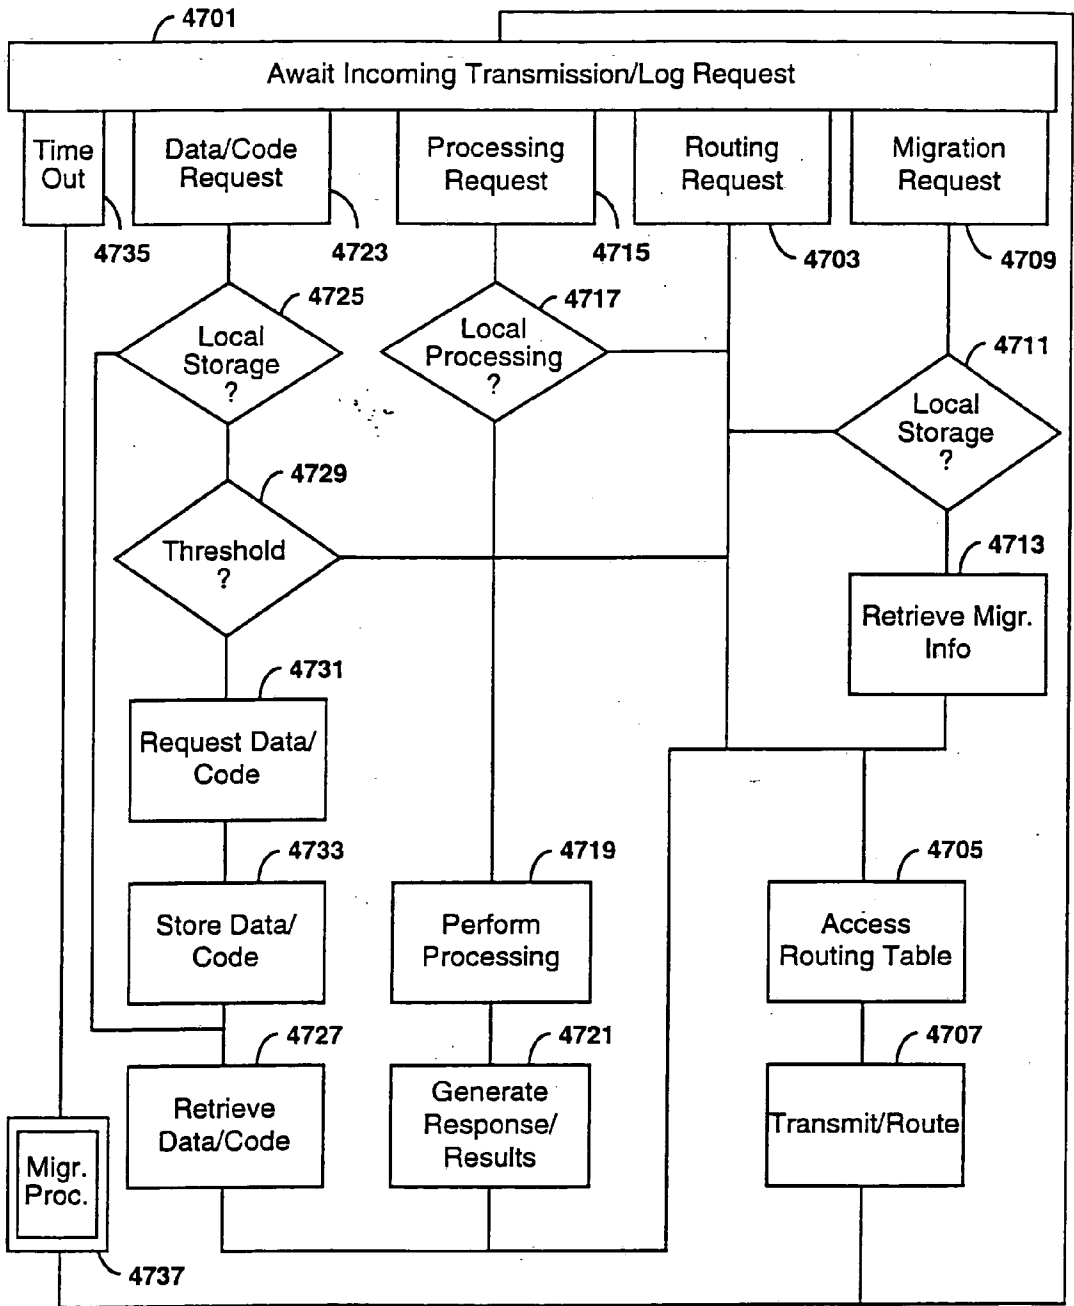 4701
Await Incoming Transmission/Log Request
Time
Out
4735
Data/Code
Request
4723
Processing
Request
4715
Routing
Request
4703
Migration
Request
4709
4725
Local
Storage
?
4717
Local
Processing
?
4711
Local
Storage
?
4729
Threshold
?
4713
Retrieve Migr.
Info
4731
Request Data/
Code
4733
Store Data/
Code
4719
Perform
Processing
4705
Access
Routing Table
4727
Retrieve
Data/Code
4721
Generate
Response/
Results
4707
Transmit/Route
Migr.
Proc.
4737